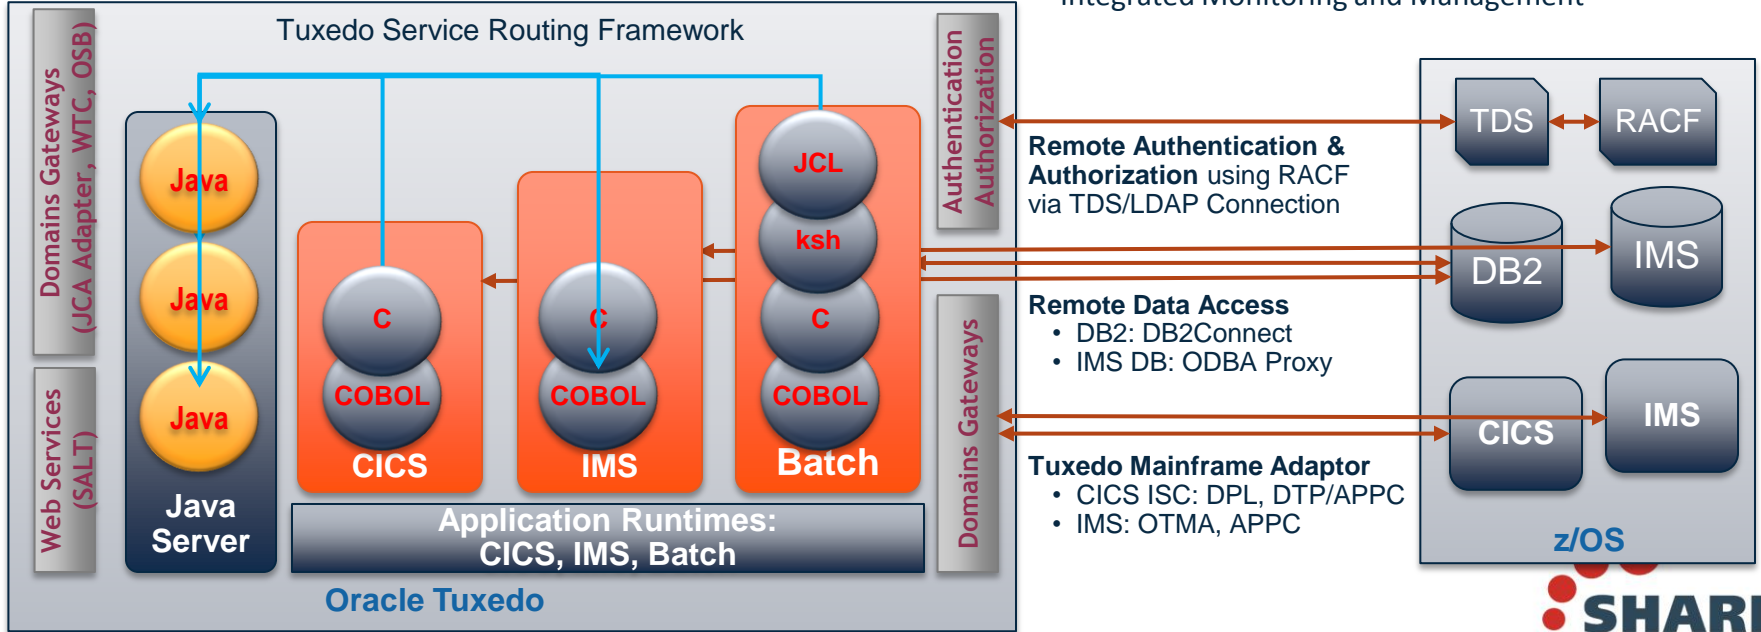 Integrated Monitoring and Management
Tuxedo Service Routing Framework
Domains Gateways
(JCA Adapter, WTC, OSB)
Web Services
(SALT)
Java
Java
Java
Java
Server
C
COBOL
CICS
C
COBOL
IMS
JCL
ksh
C
COBOL
Batch
Application Runtimes:
CICS, IMS, Batch
Oracle Tuxedo
Authentication
Authorization
Domains Gateways
Remote Authentication &
Authorization using RACF
via TDS/LDAP Connection
Remote Data Access
• DB2: DB2Connect
• IMS DB: ODBA Proxy
Tuxedo Mainframe Adaptor
• CICS ISC: DPL, DTP/APPC
• IMS: OTMA, APPC
TDS
RACF
DB2
IMS
CICS
IMS
z/OS
SHARE